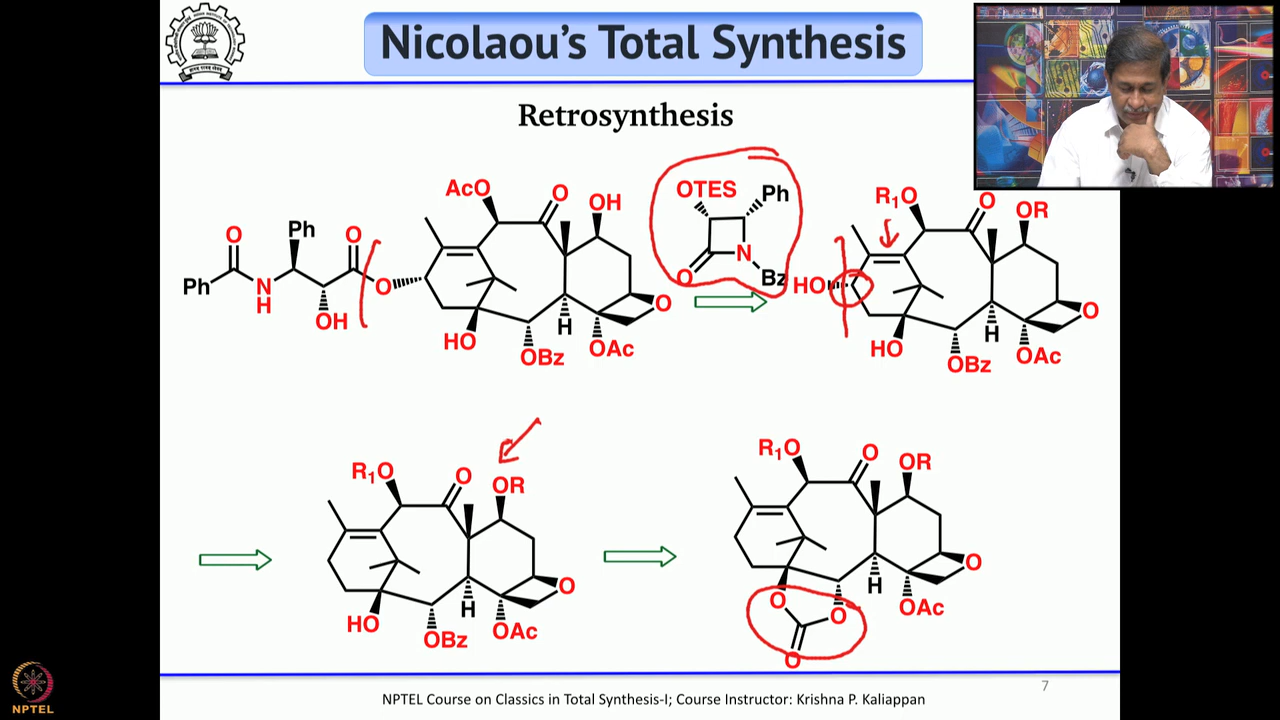 Nicolaou's Total Synthesis
Retrosynthesis
Ph
O
N
H
Ph
OH
O
O
AcO
O
OH
HO
OBz
H
OAc
O
OTES
Ph
O
N
Bz
R1O
O
OR
HO
HO
OBz
H
OAc
O
R1O
O
OR
HO
OBz
H
OAc
O
R1O
O
OR
O
O
O
H
OAc
O
7
NPTEL
NPTEL Course on Classics in Total Synthesis-I; Course Instructor: Krishna P. Kaliappan